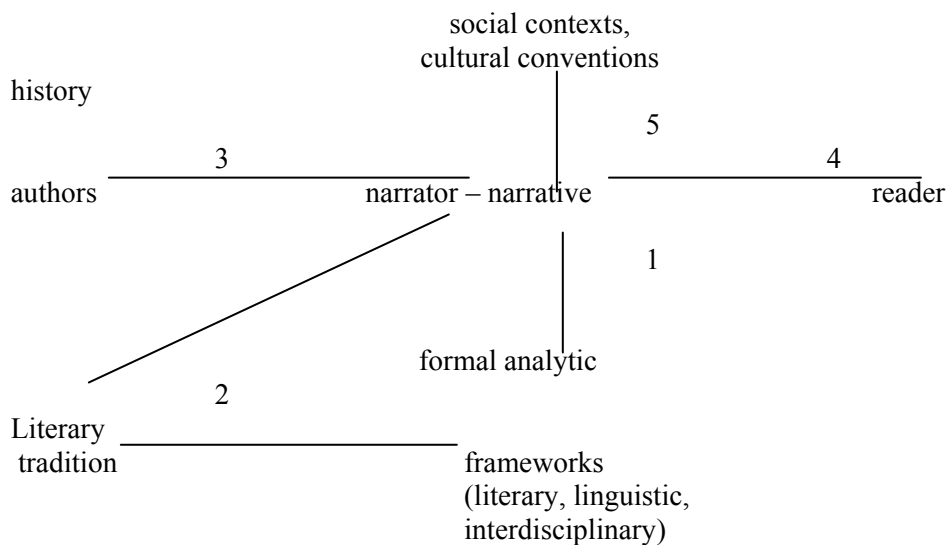 social contexts,
cultural conventions
history
5
3
4
authors
narrator – narrative
reader
1
formal analytic
2
Literary
tradition
frameworks
(literary, linguistic,
interdisciplinary)